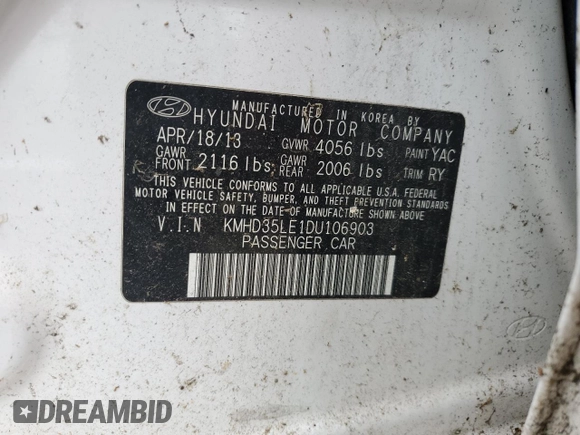 MANUFACTURED IN KOREA BY
HYUNDAI MOTOR COMPANY
APR/18/13 GVWR 4056 lbs PAINT YAC
GAWR FRONT 2116 lbs GAWR REAR 2006 lbs TRIM RY
THIS VEHICLE CONFORMS TO ALL APPLICABLE U.S.A. FEDERAL
MOTOR VEHICLE SAFETY, BUMPER, AND THEFT PREVENTION STANDARDS
IN EFFECT ON THE DATE OF MANUFACTURE SHOWN ABOVE.
V.I.N KMHD35LE1DU106903
PASSENGER CAR
DREAMBID